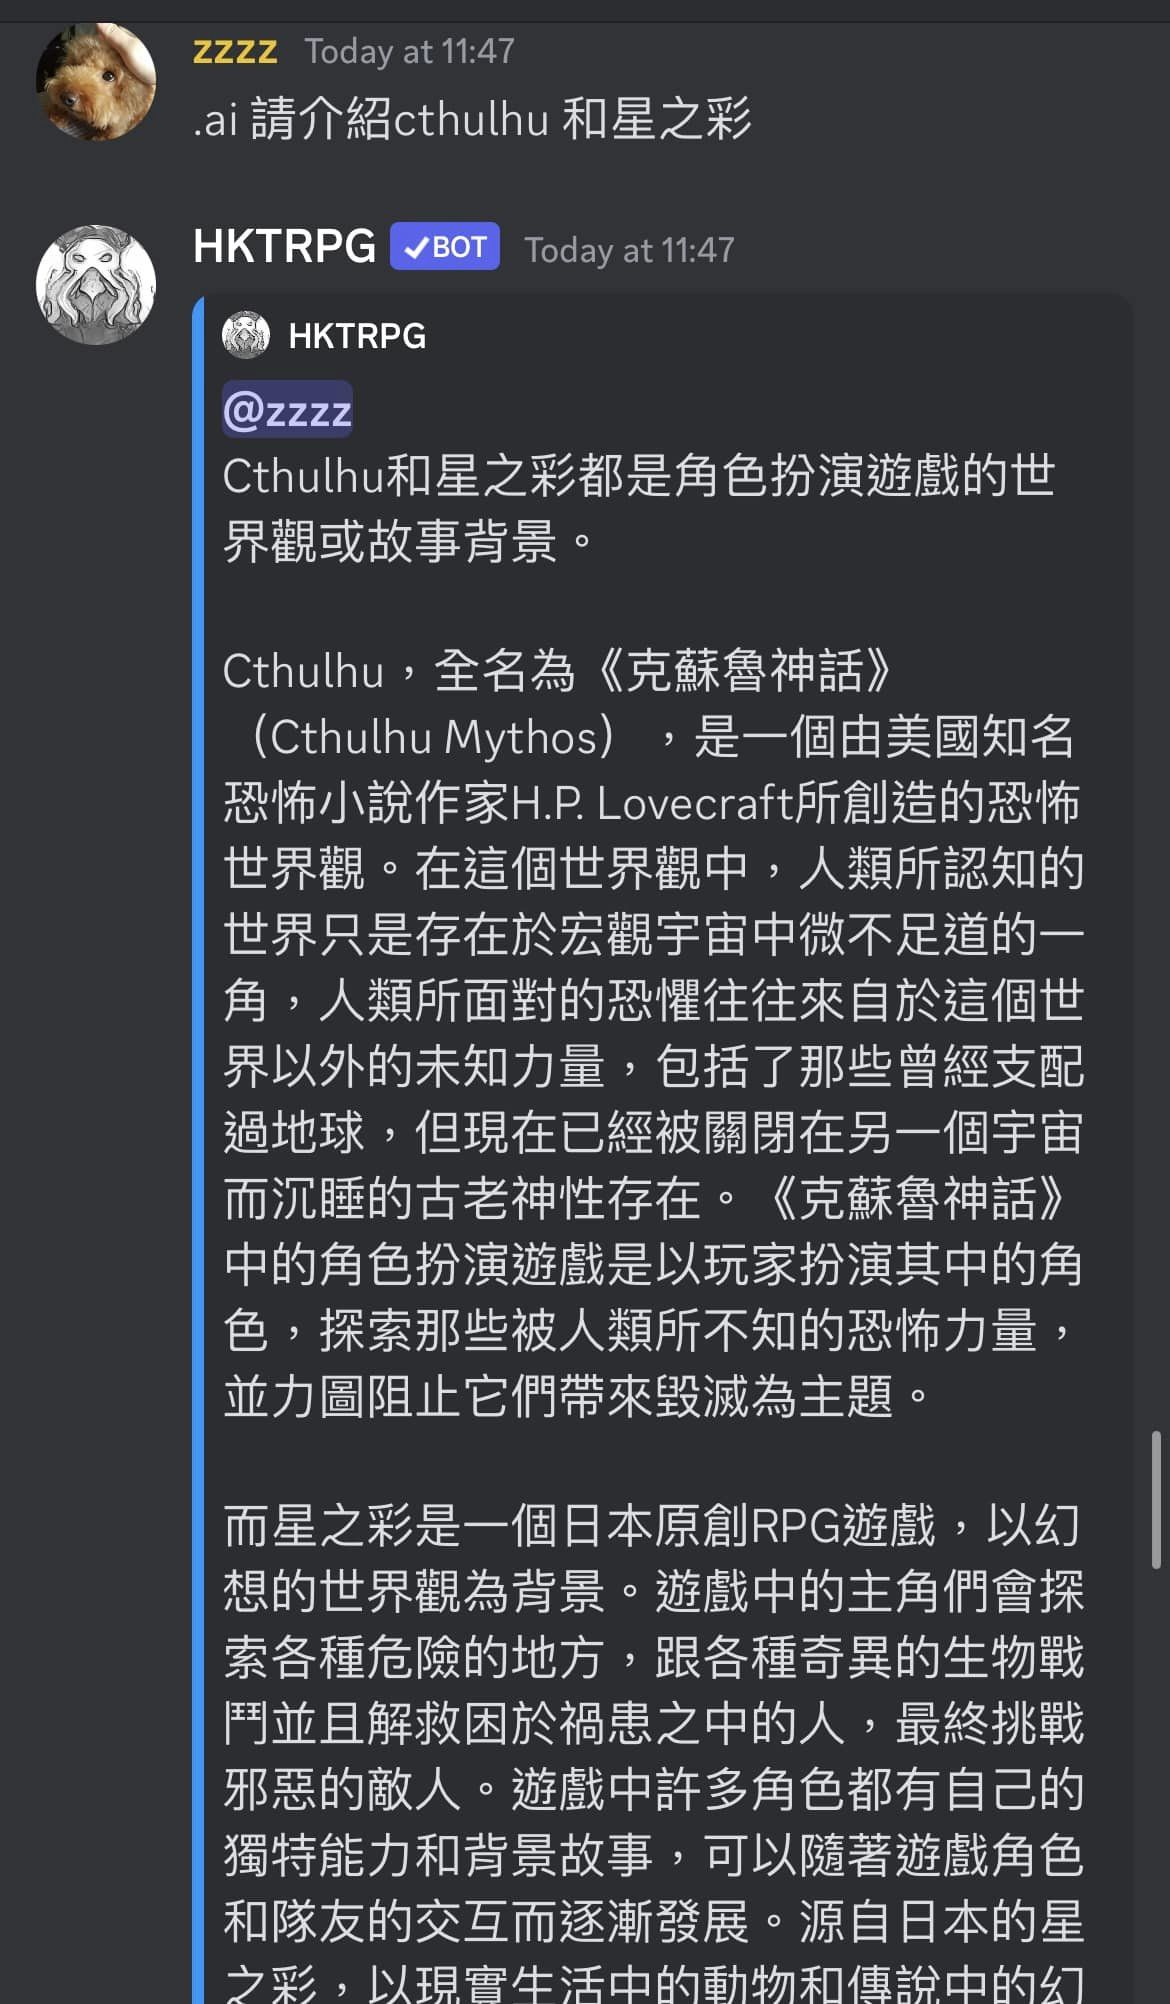 zzzz Today at 11:47
.ai 請介紹cthulhu 和星之彩
HKTRPG ✓BOT Today at 11:47
HKTRPG
@zzzz
Cthulhu和星之彩都是角色扮演遊戲的世
界觀或故事背景。
Cthulhu，全名為《克蘇魯神話》
（Cthulhu Mythos），是一個由美國知名
恐怖小說作家H.P. Lovecraft所創造的恐怖
世界觀。在這個世界觀中，人類所認知的
世界只是存在於宏觀宇宙中微不足道的一
角，人類所面對的恐懼往往來自於這個世
界以外的未知力量，包括了那些曾經支配
過地球，但現在已經被關閉在另一個宇宙
而沉睡的古老神性存在。《克蘇魯神話》
中的角色扮演遊戲是以玩家扮演其中的角
色，探索那些被人類所不知的恐怖力量，
並力圖阻止它們帶來毀滅為主題。
而星之彩是一個日本原創RPG遊戲，以幻
想的世界觀為背景。遊戲中的主角們會探
索各種危險的地方，跟各種奇異的生物戰
鬥並且解救困於禍患之中的人，最終挑戰
邪惡的敵人。遊戲中許多角色都有自己的
獨特能力和背景故事，可以隨著遊戲角色
和隊友的交互而逐漸發展。源自日本的星
之彩，以現實生活中的動物和傳說中的幻